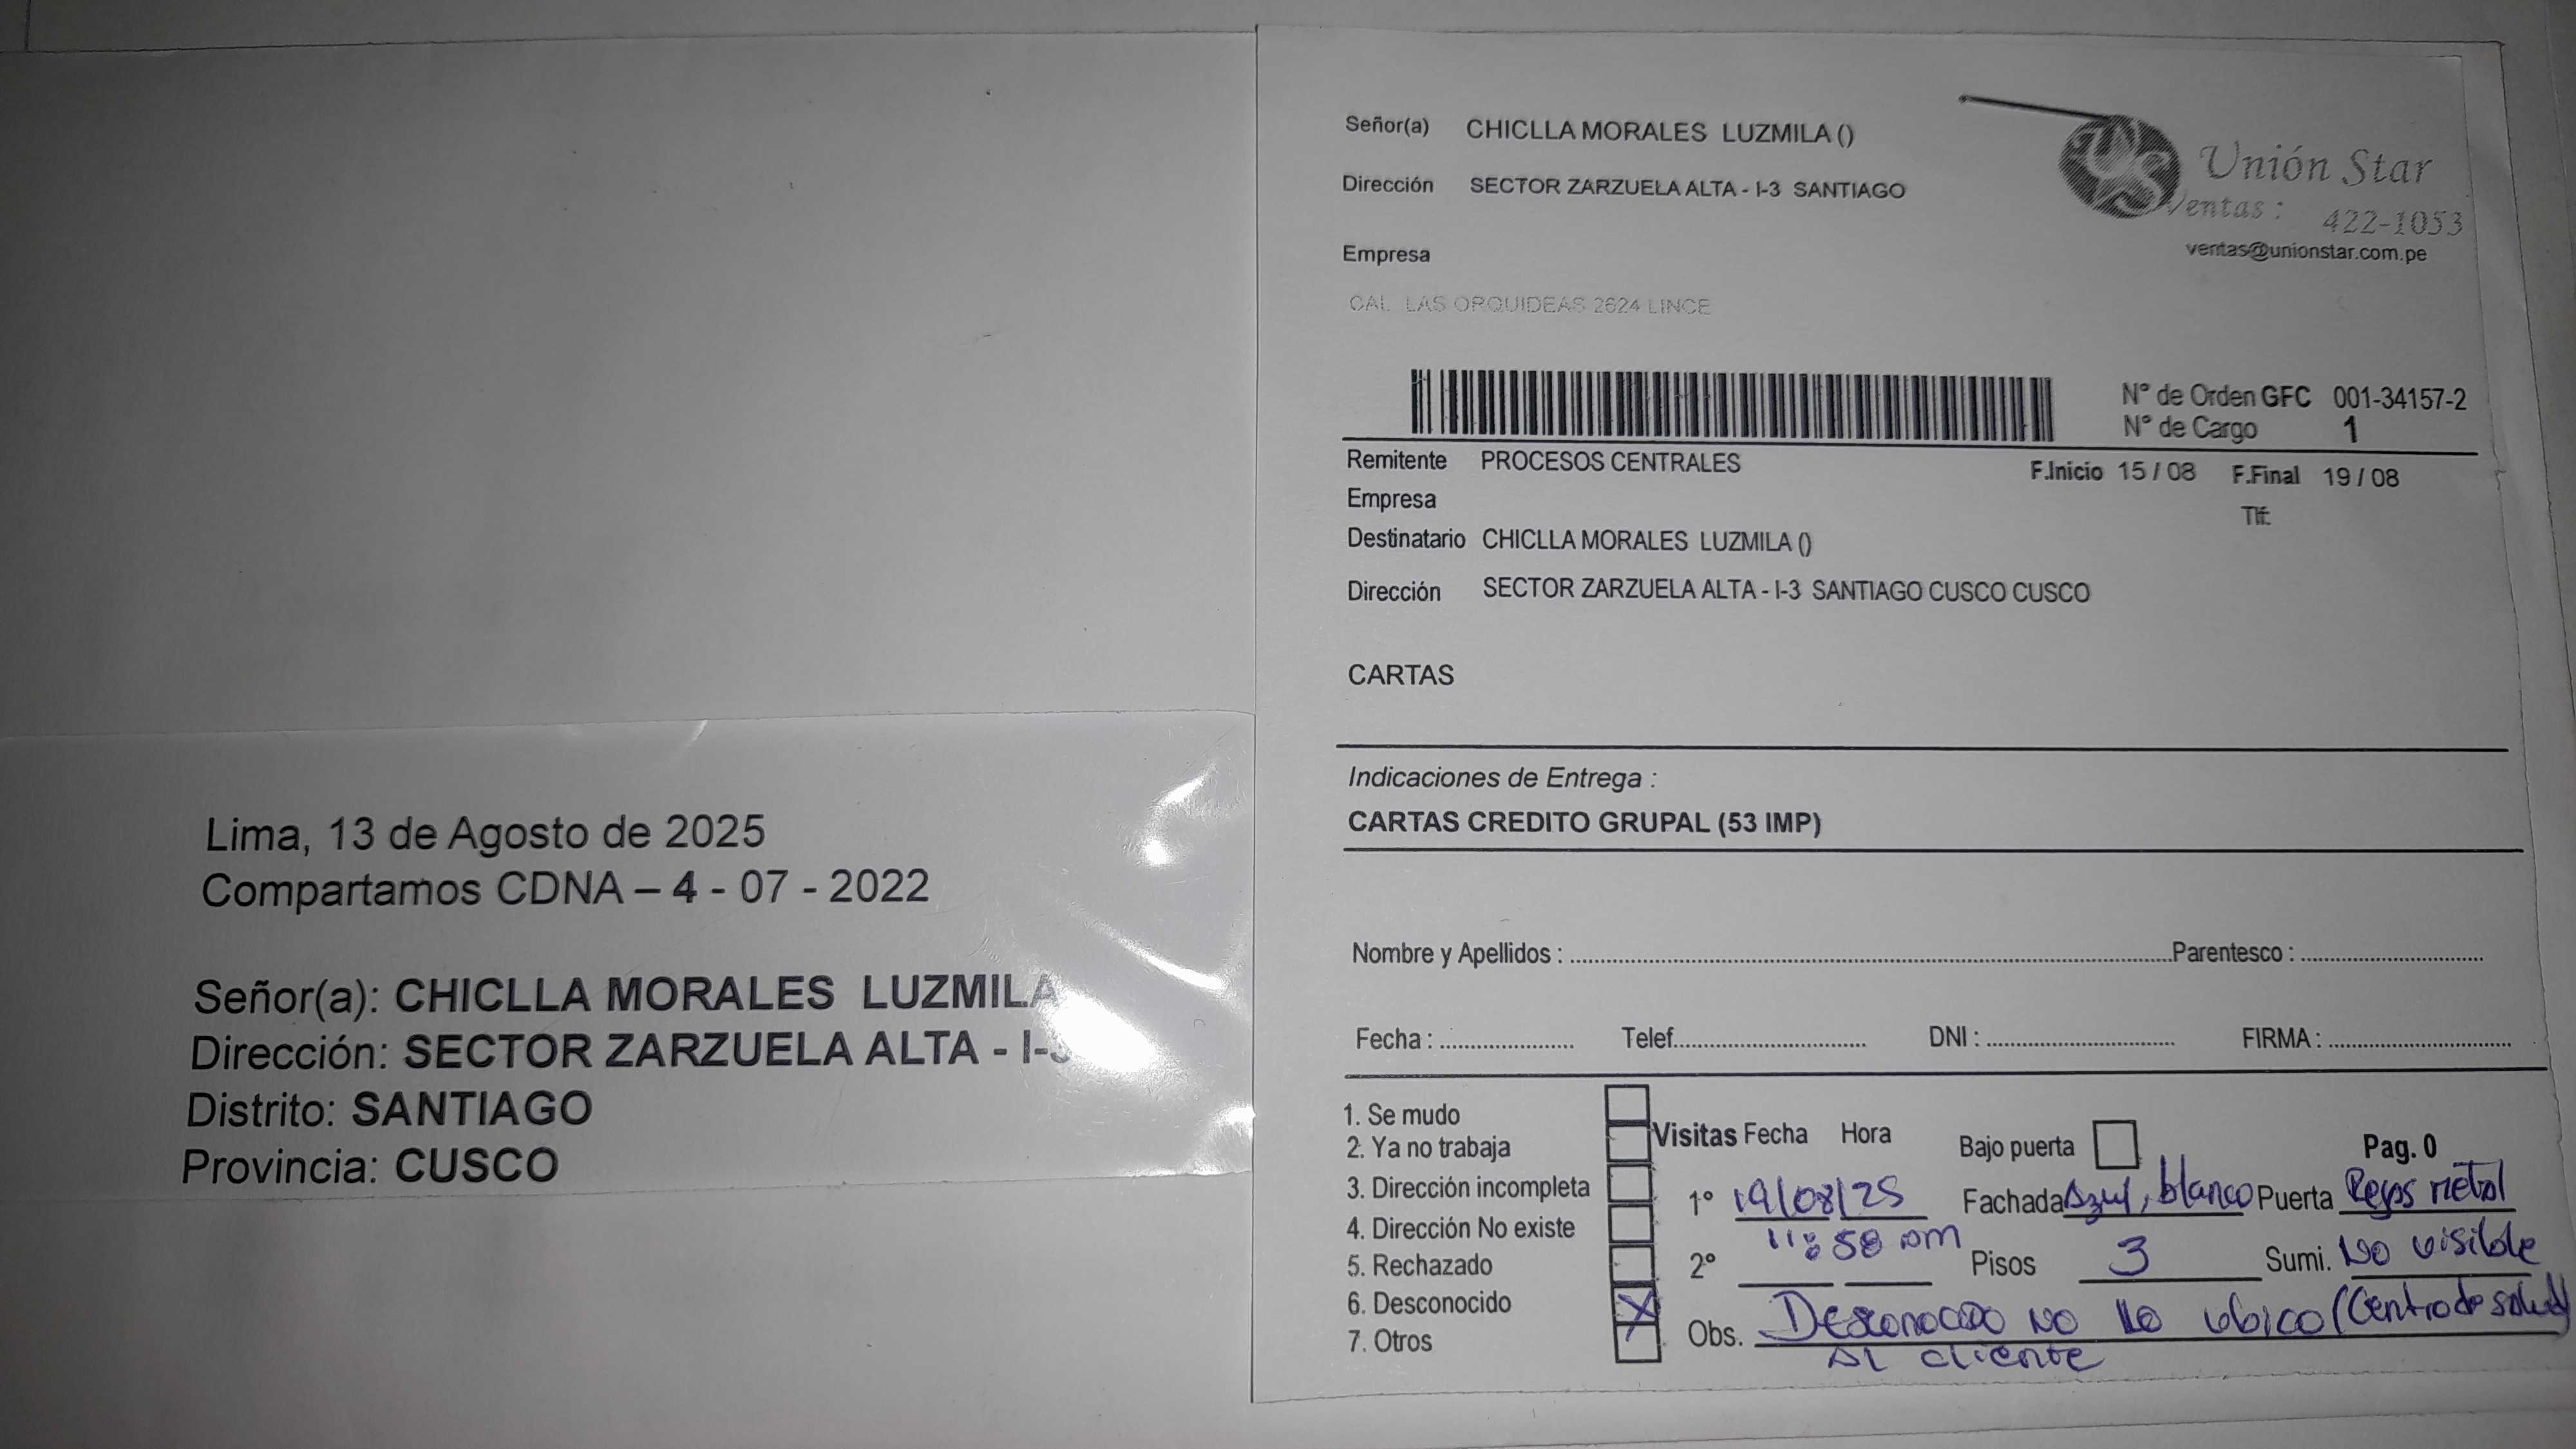 Lima, 13 de Agosto de 2025
Compartamos CDNA – 4 - 07 - 2022
Señor(a): CHICLLA MORALES LUZMILA
Dirección: SECTOR ZARZUELA ALTA - I-3
Distrito: SANTIAGO
Provincia: CUSCO
Señor(a) CHICLLA MORALES LUZMILA ()
Dirección SECTOR ZARZUELA ALTA - I-3 SANTIAGO
Empresa
CAL LAS ORQUIDEAS 2624 LINCE
Unión Star
Ventas : 422-1053
ventas@unionstar.com.pe
N° de Orden GFC 001-34157-2
N° de Cargo 1
Remitente PROCESOS CENTRALES F.Inicio 15 / 08 F.Final 19 / 08
Empresa
Tlf:
Destinatario CHICLLA MORALES LUZMILA ()
Dirección SECTOR ZARZUELA ALTA - I-3 SANTIAGO CUSCO CUSCO
CARTAS
Indicaciones de Entrega :
CARTAS CREDITO GRUPAL (53 IMP)
Nombre y Apellidos : Parentesco :
Fecha : Telef. DNI : FIRMA :
1. Se mudo
2. Ya no trabaja
3. Dirección incompleta
4. Dirección No existe
5. Rechazado
6. Desconocido X
7. Otros
Visitas Fecha Hora Bajo puerta Pag. 0
1° 19/08/25 Fachada Azul, blanco Puerta Rejas metal
11:58 am
2° Pisos 3 Sumi. No visible
Obs. Desconocido no se ubico (Centro de salud)
al cliente